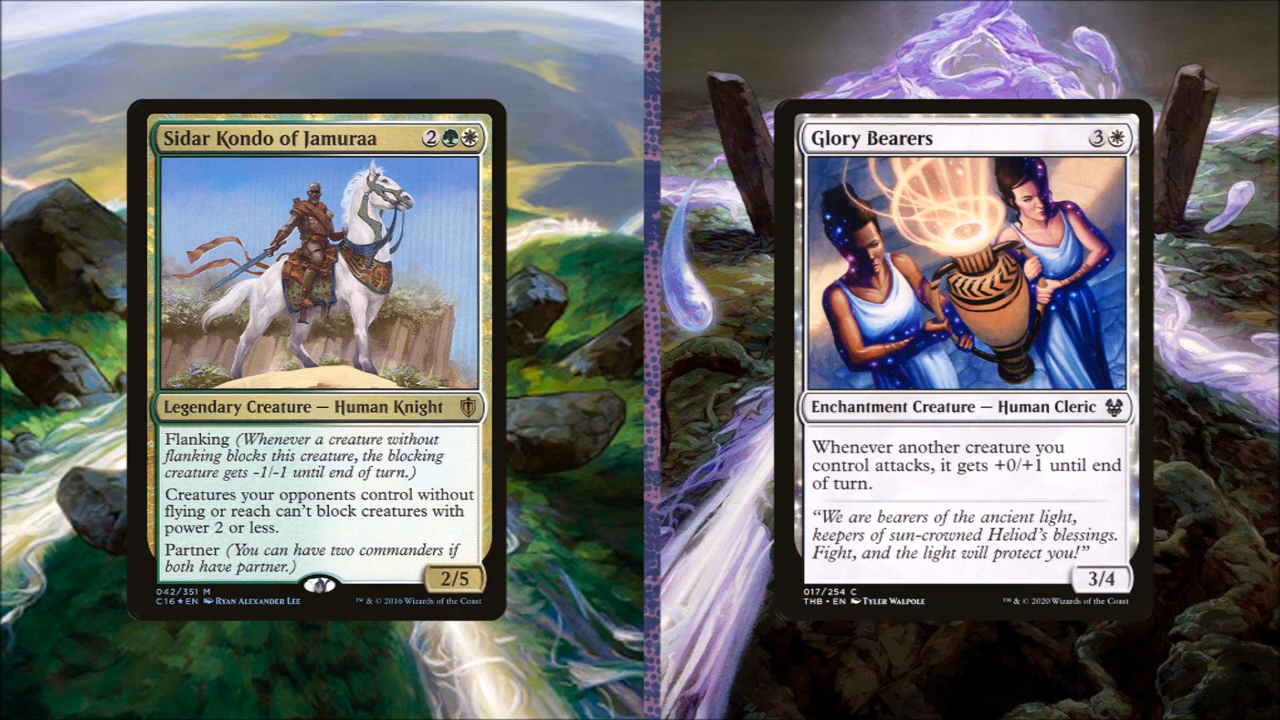 Sidar Kondo of Jamuraa 2
Legendary Creature — Human Knight
Flanking (Whenever a creature without
flanking blocks this creature, the blocking
creature gets -1/-1 until end of turn.)
Creatures your opponents control without
flying or reach can't block creatures with
power 2 or less.
Partner (You can have two commanders if
both have partner.)
2/5
042/351 M
C16 ★ EN Ryan Alexander Lee
™ & © 2016 Wizards of the Coast
Glory Bearers 3
Enchantment Creature — Human Cleric
Whenever another creature you
control attacks, it gets +0/+1 until end
of turn.
“We are bearers of the ancient light,
keepers of sun-crowned Heliod's blessings.
Fight, and the light will protect you!”
3/4
017/254 C
THB • EN Tyler Walpole
™ & © 2020 Wizards of the Coast